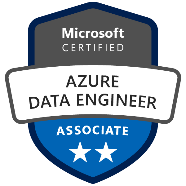 Microsoft
CERTIFIED
AZURE
DATA ENGINEER
ASSOCIATE